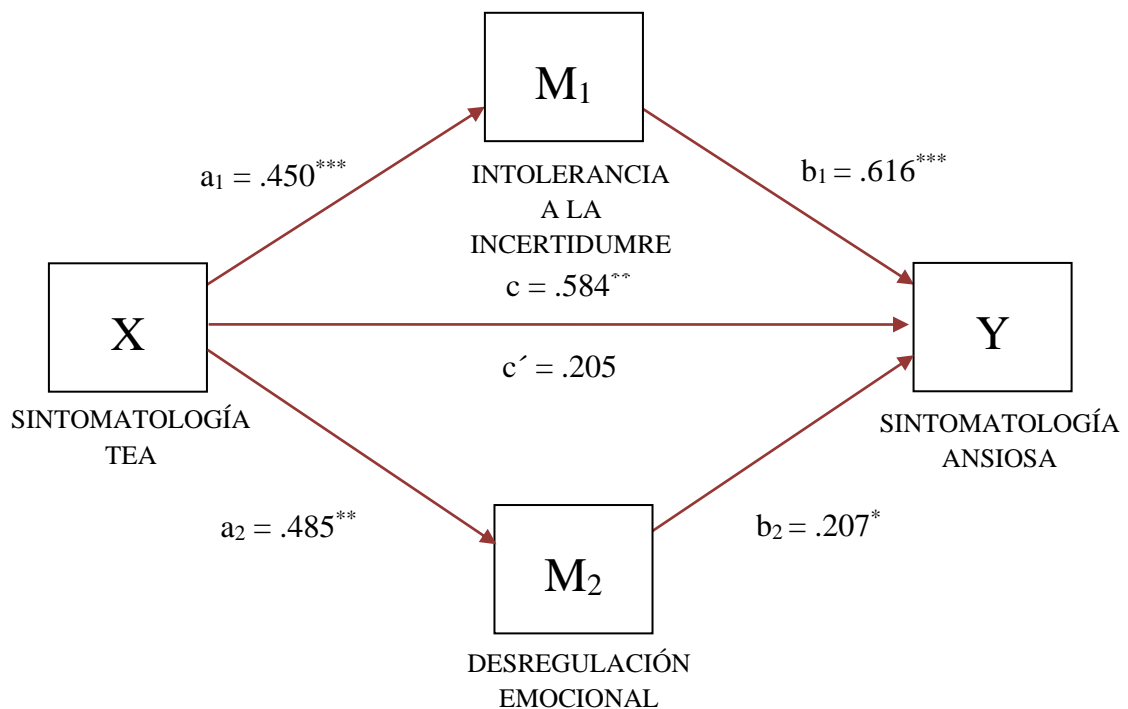 M₁
a₁ = .450***
INTOLERANCIA
A LA
INCERTIDUMRE
b₁ = .616***
c = .584**
X
Y
c´ = .205
SINTOMATOLOGÍA
TEA
SINTOMATOLOGÍA
ANSIOSA
a₂ = .485**
b₂ = .207*
M₂
DESREGULACIÓN
EMOCIONAL